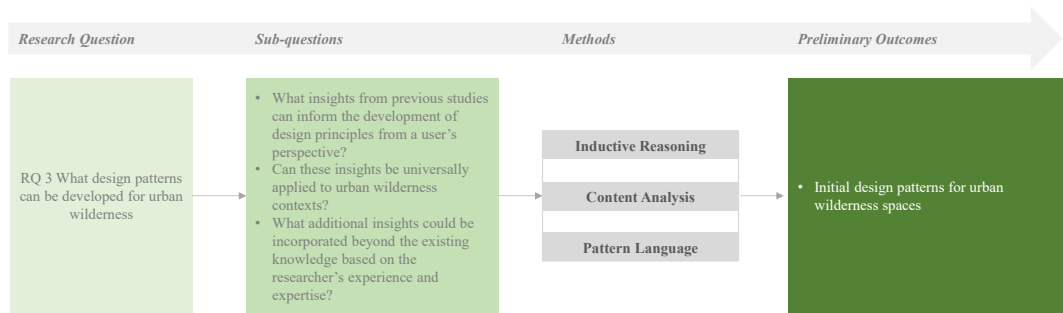 Research Question
Sub-questions
Methods
Preliminary Outcomes
RQ 3 What design patterns
can be developed for urban
wilderness
• What insights from previous studies
can inform the development of
design principles from a user's
perspective?
• Can these insights be universally
applied to urban wilderness
contexts?
• What additional insights could be
incorporated beyond the existing
knowledge based on the
researcher's experience and
expertise?
Inductive Reasoning
Content Analysis
Pattern Language
• Initial design patterns for urban
wilderness spaces